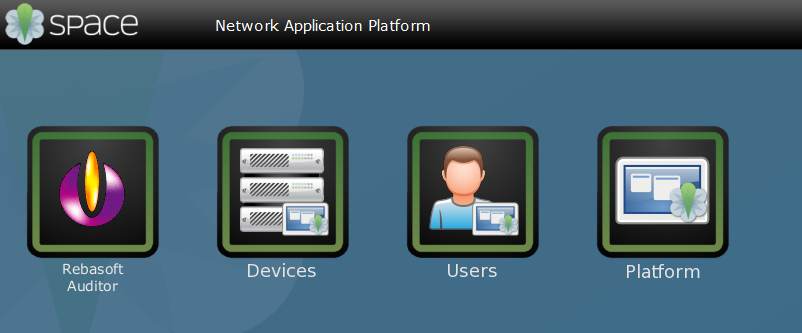 space
Network Application Platform
Rebasoft
Auditor
Devices
Users
Platform